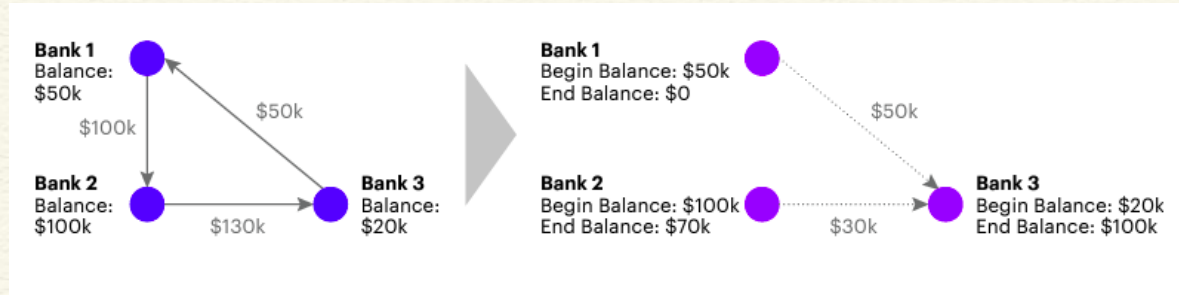 Bank 1
Balance:
$50k
$100k
$50k
Bank 2
Balance:
$100k
$130k
Bank 3
Balance:
$20k
Bank 1
Begin Balance: $50k
End Balance: $0
$50k
Bank 2
Begin Balance: $100k
End Balance: $70k
$30k
Bank 3
Begin Balance: $20k
End Balance: $100k